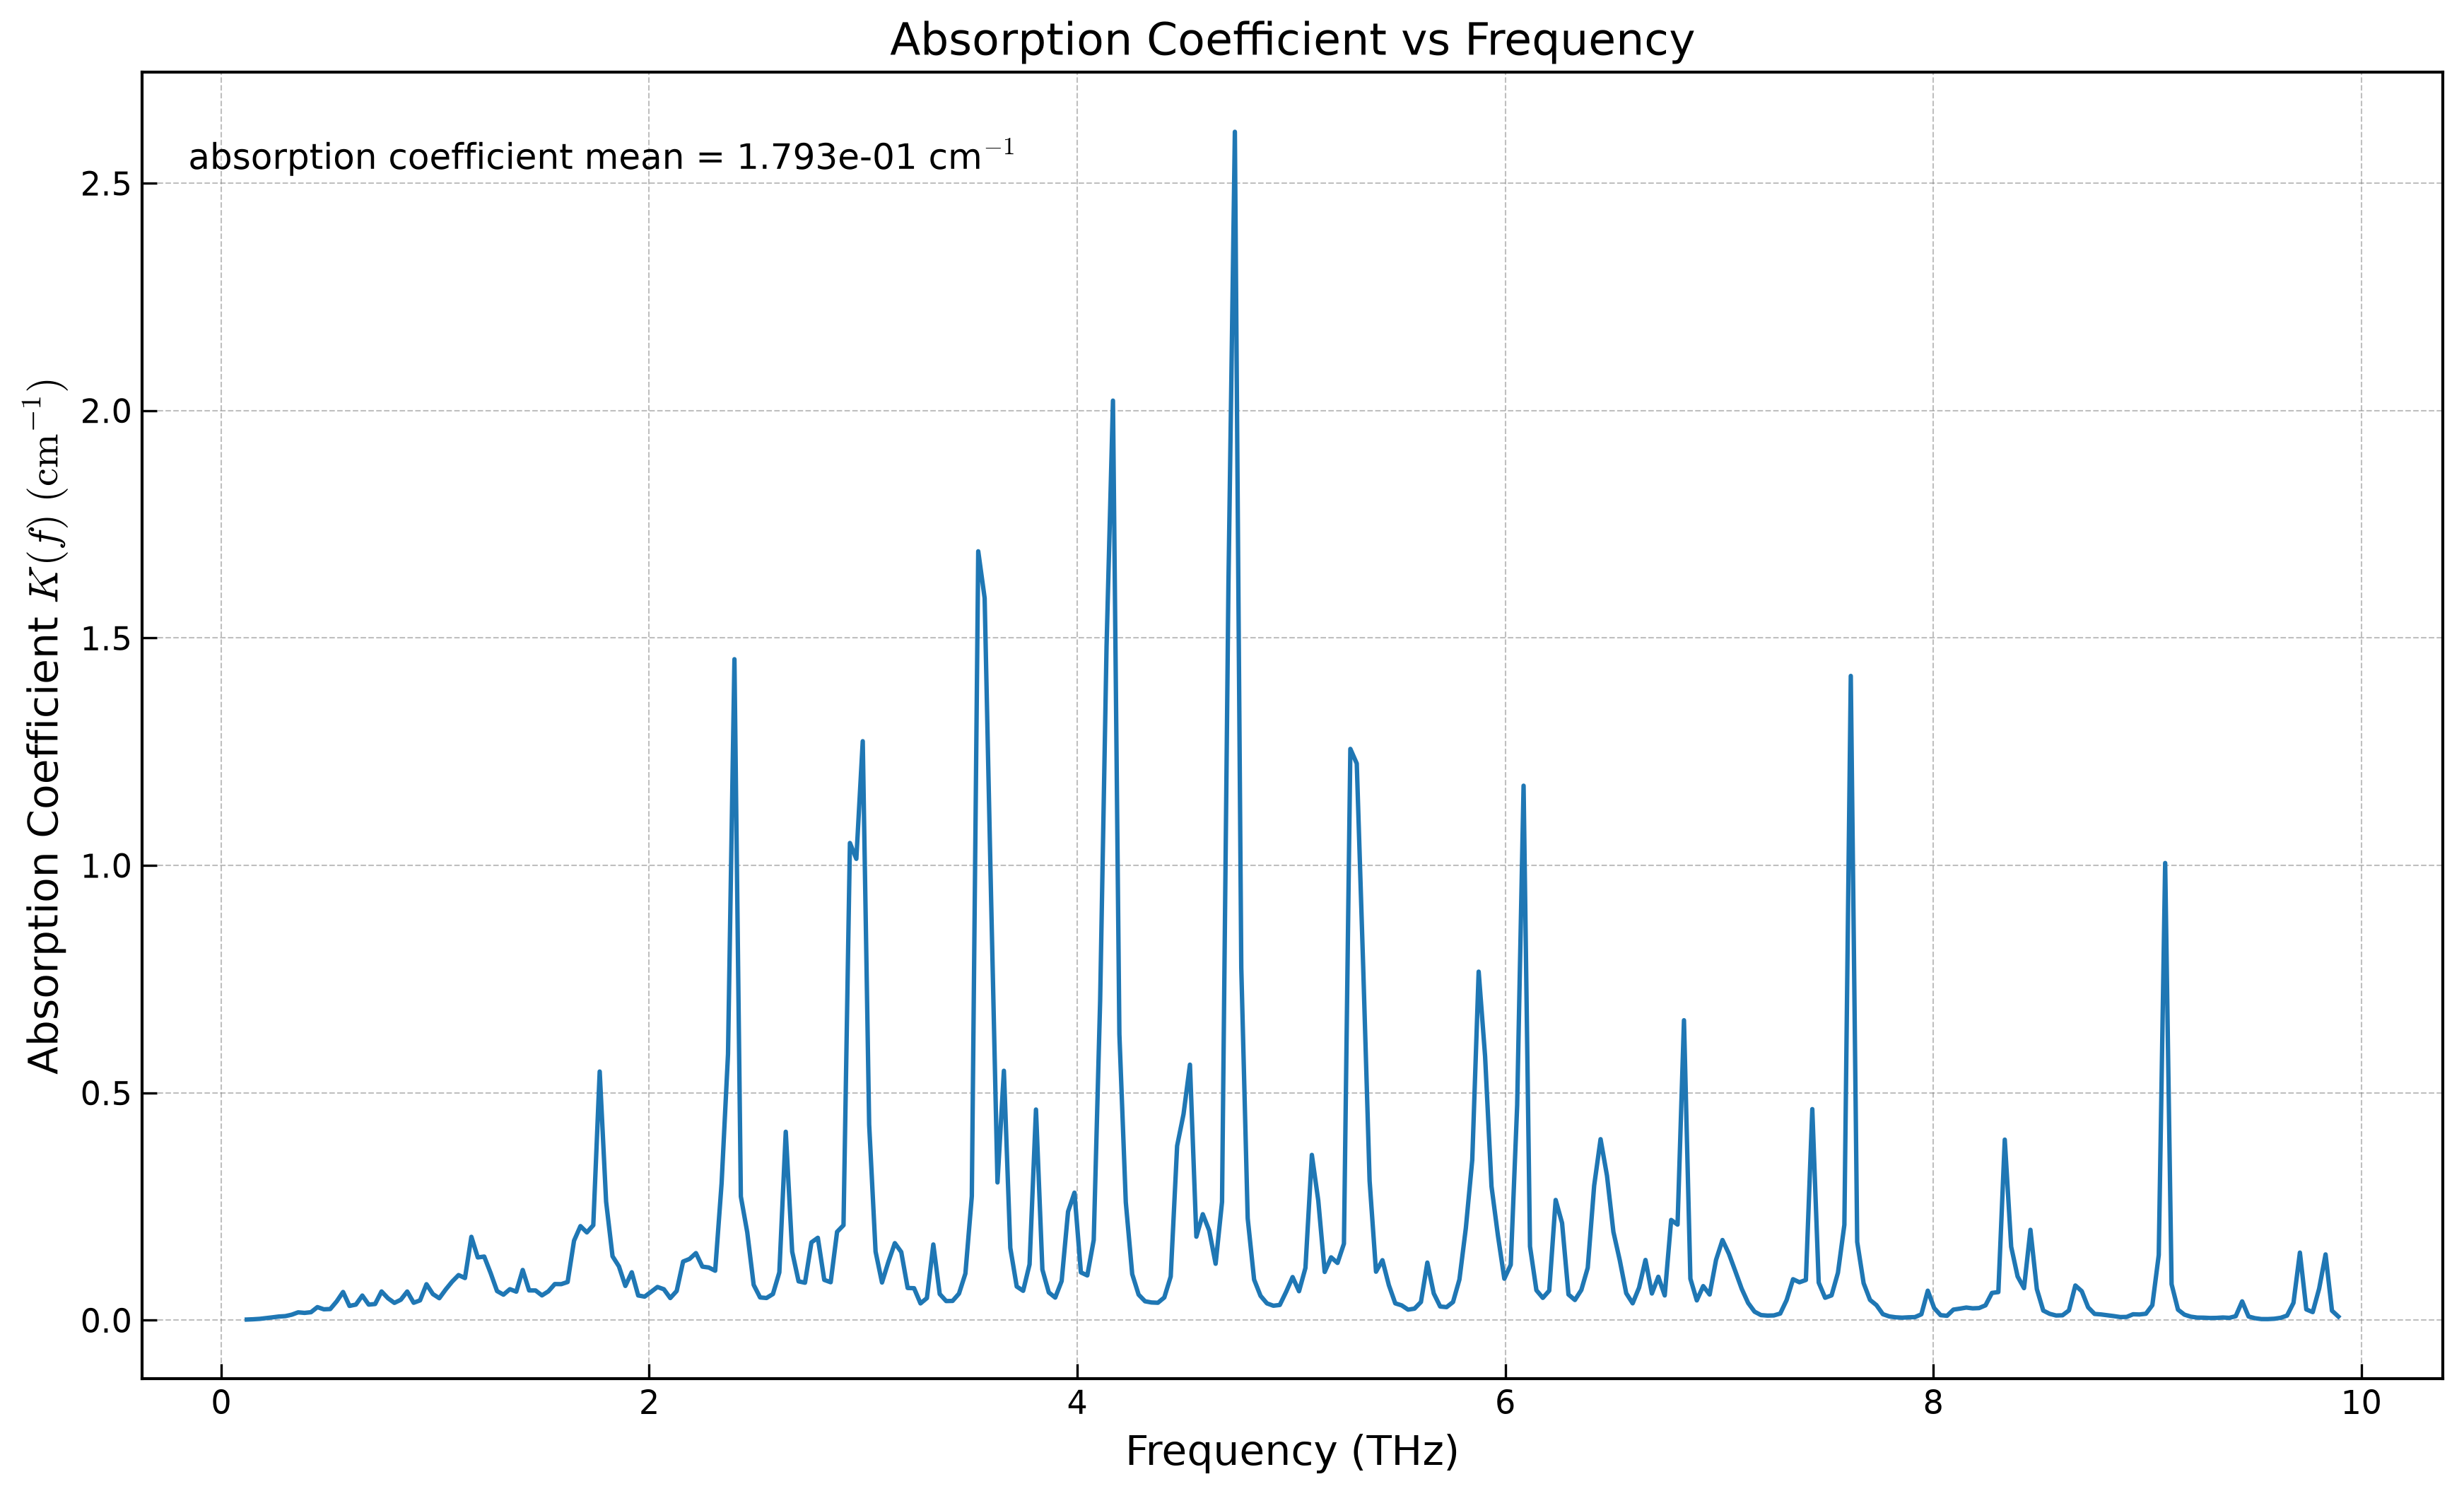 Absorption Coefficient vs Frequency
absorption coefficient mean = 1.793e-01 cm⁻¹
Absorption Coefficient K(f) (cm⁻¹)
2.5
2.0
1.5
1.0
0.5
0.0
0 2 4 6 8 10
Frequency (THz)